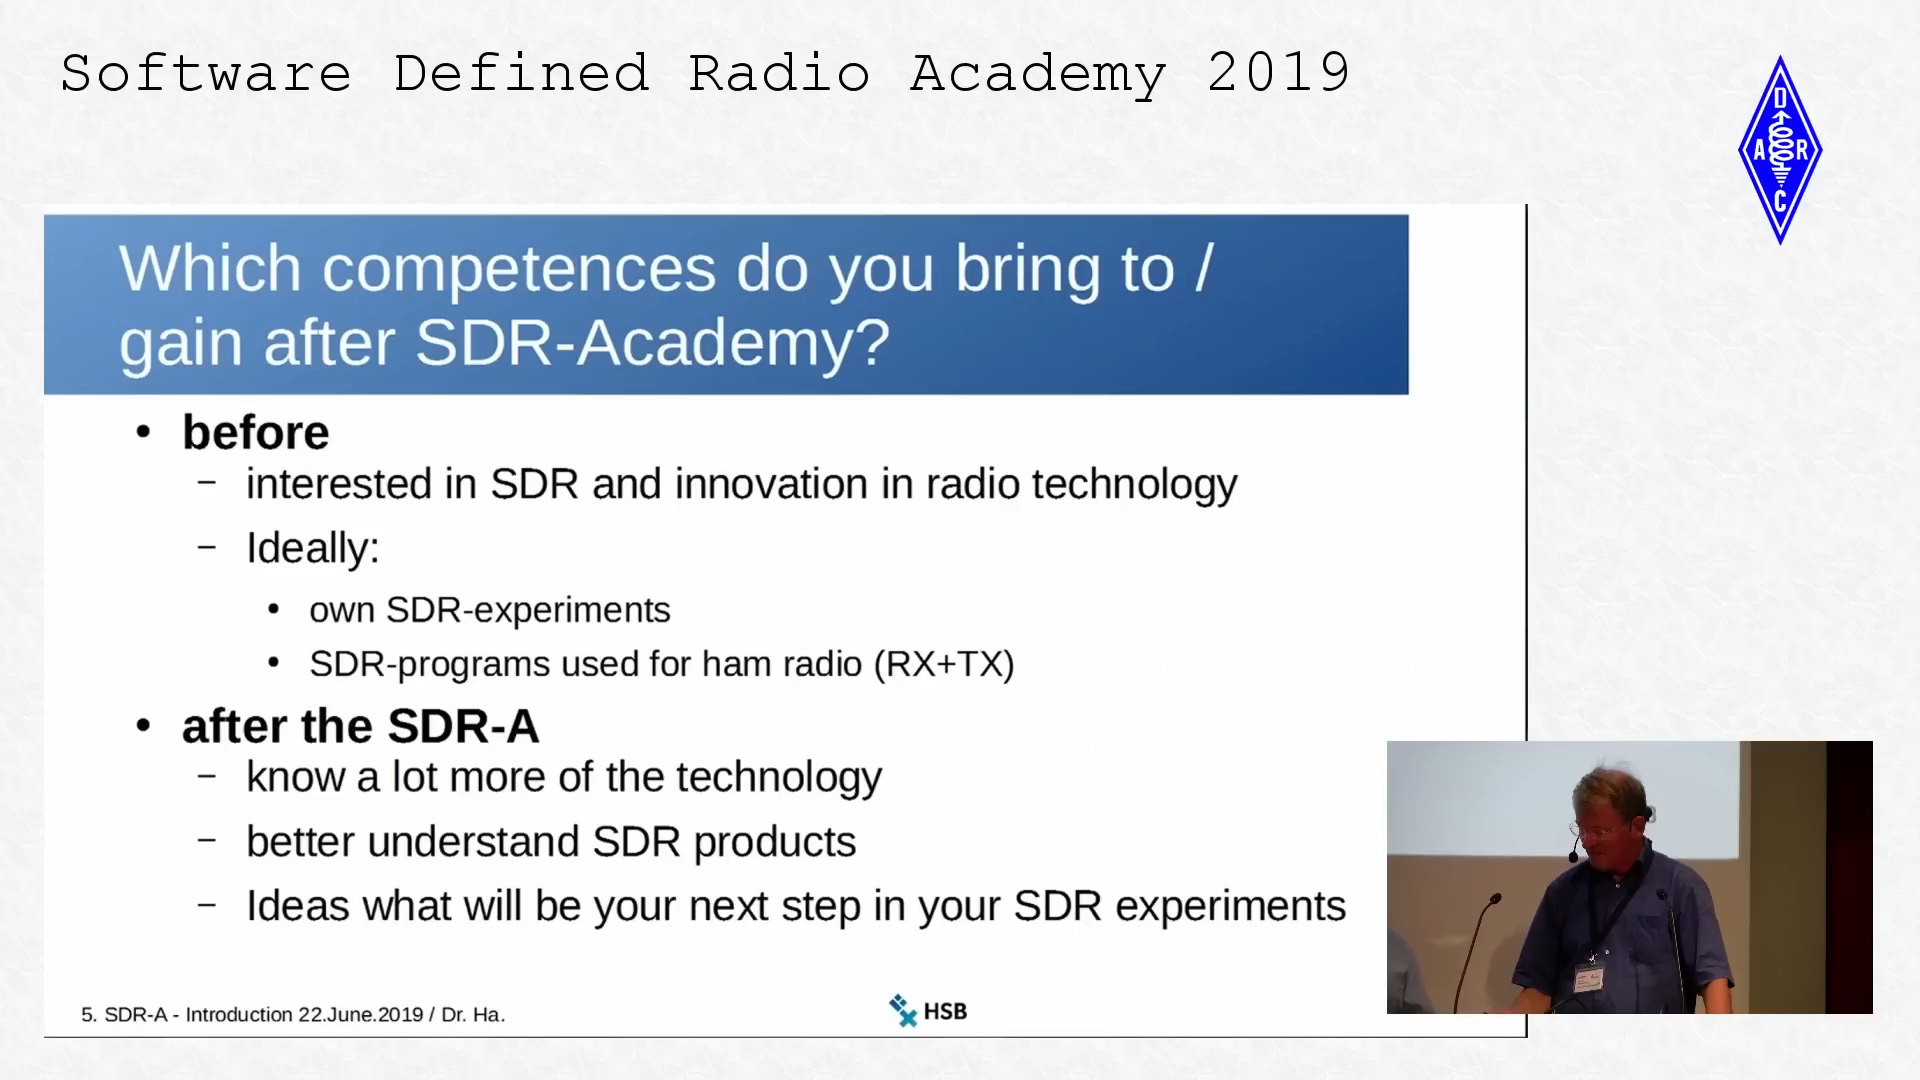 Software Defined Radio Academy 2019
D
A R
C
Which competences do you bring to /
gain after SDR-Academy?
• before
– interested in SDR and innovation in radio technology
– Ideally:
• own SDR-experiments
• SDR-programs used for ham radio (RX+TX)
• after the SDR-A
– know a lot more of the technology
– better understand SDR products
– Ideas what will be your next step in your SDR experiments
5. SDR-A - Introduction 22.June.2019 / Dr. Ha.
HSB